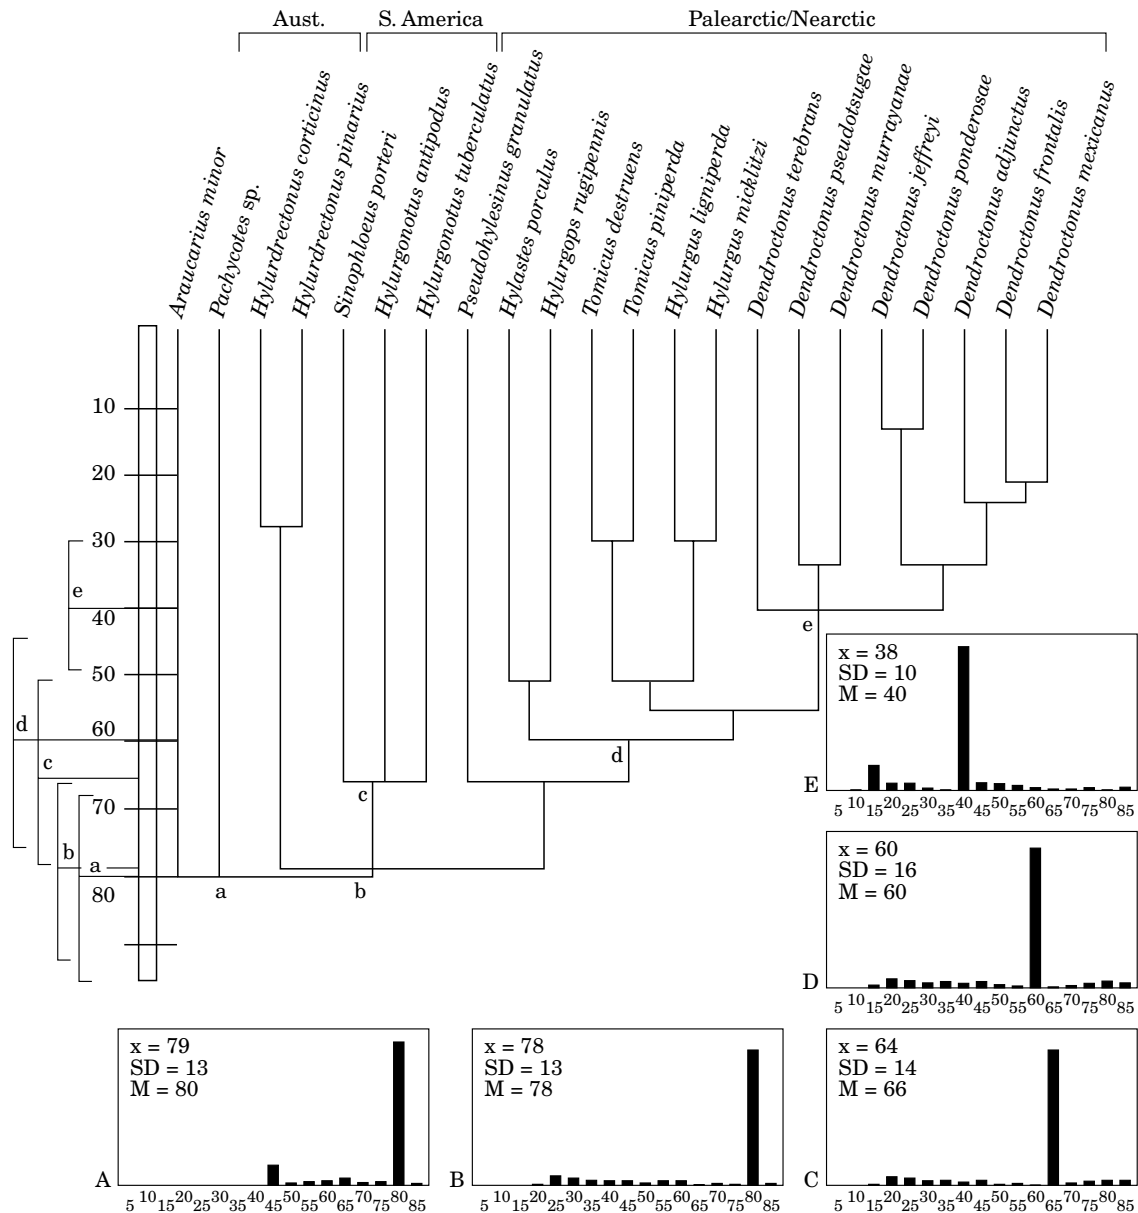 Aust.
S. America
Palearctic/Nearctic
Araucarius minor
Pachycotes sp.
Hylurdrectonus corticinus
Hylurdrectonus pinarius
Sinophloeus porteri
Hylurgonotus antipodus
Hylurgonotus tuberculatus
Pseudohylesinus granulatus
Hylastes porculus
Hylurgops rugipennis
Tomicus destruens
Tomicus piniperda
Hylurgus ligniperda
Hylurgus micklitzi
Dendroctonus terebrans
Dendroctonus pseudotsugae
Dendroctonus murrayanae
Dendroctonus jeffreyi
Dendroctonus ponderosae
Dendroctonus adjunctus
Dendroctonus frontalis
Dendroctonus mexicanus
10
20
30
e
40
50
d
60
c
70
b
a
80
a
b
c
d
e
x = 38
SD = 10
M = 40
E
5 10 15 20 25 30 35 40 45 50 55 60 65 70 75 80 85
x = 60
SD = 16
M = 60
D
5 10 15 20 25 30 35 40 45 50 55 60 65 70 75 80 85
x = 79
SD = 13
M = 80
A
5 10 15 20 25 30 35 40 45 50 55 60 65 70 75 80 85
x = 78
SD = 13
M = 78
B
5 10 15 20 25 30 35 40 45 50 55 60 65 70 75 80 85
x = 64
SD = 14
M = 66
C
5 10 15 20 25 30 35 40 45 50 55 60 65 70 75 80 85